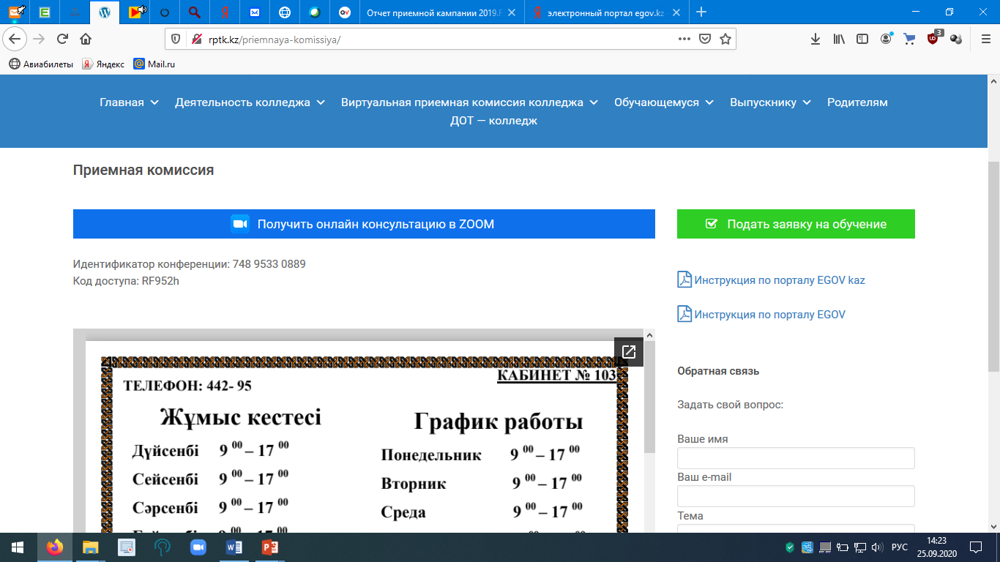 Отчет приемной кампании 2019.
электронный портал egov.kz
rptk.kz/priemnaya-komissiya/
3
Авиабилеты Яндекс Mail.ru
Главная Деятельность колледжа Виртуальная приемная комиссия колледжа Обучающемуся Выпускнику Родителям
ДОТ — колледж
Приемная комиссия
Получить онлайн консультацию в ZOOM
Подать заявку на обучение
Идентификатор конференции: 748 9533 0889
Код доступа: RF952h
Инструкция по порталу EGOV kaz
Инструкция по порталу EGOV
КАБИНЕТ № 103
ТЕЛЕФОН: 442- 95
Жұмыс кестесі
Дүйсенбі 9 00 – 17 00
Сейсенбі 9 00 – 17 00
Сәрсенбі 9 00 – 17 00
График работы
Понедельник 9 00 – 17 00
Вторник 9 00 – 17 00
Среда 9 00 – 17 00
Обратная связь
Задать свой вопрос:
Ваше имя
Ваш e-mail
Тема
РУС
14:23
25.09.2020